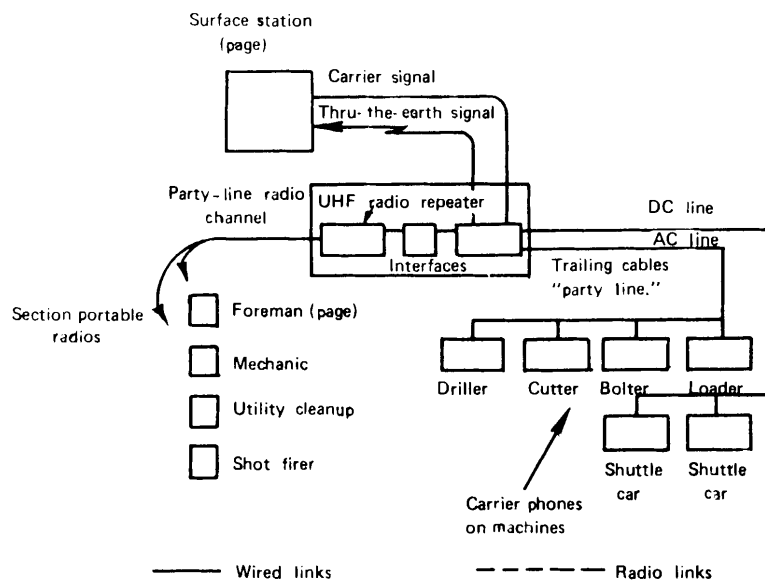 Surface station
(page)
Carrier signal
Thru-the-earth signal
Party-line radio
channel
UHF radio repeater
DC line
AC line
Interfaces
Trailing cables
"party line."
Section portable
radios
Foreman (page)
Mechanic
Utility cleanup
Shot firer
Driller
Cutter
Bolter
Loader
Shuttle
car
Shuttle
car
Carrier phones
on machines
Wired links
Radio links